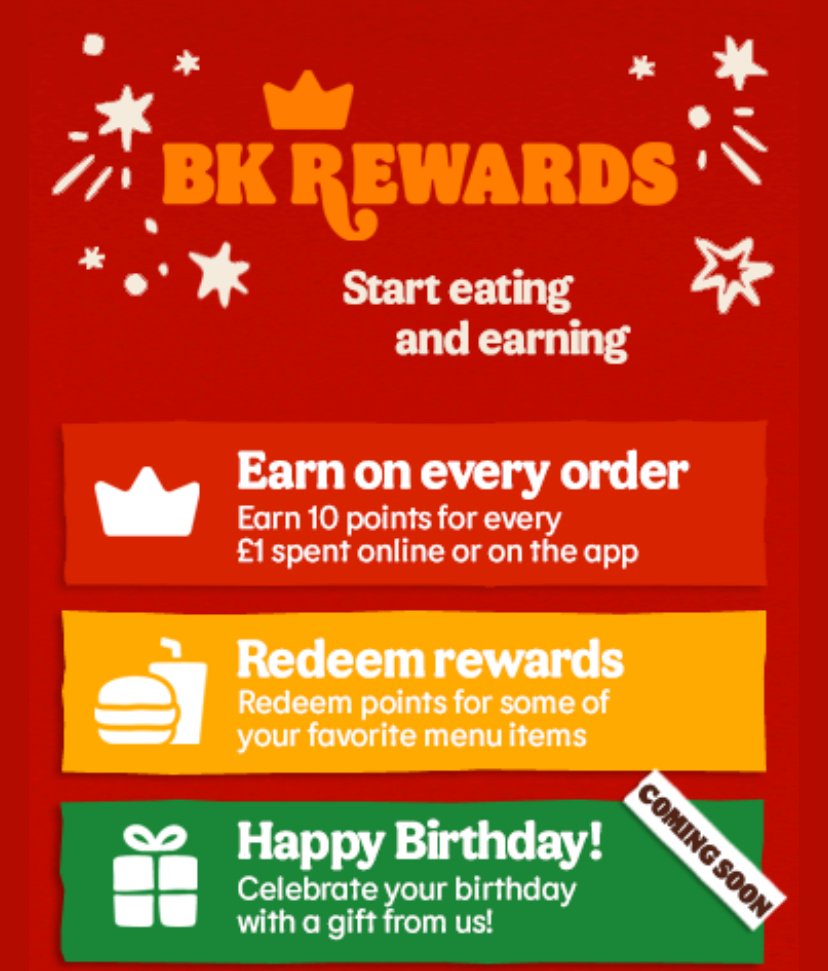 BK REWARDS
Start eating
and earning
Earn on every order
Earn 10 points for every
£1 spent online or on the app
Redeem rewards
Redeem points for some of
your favorite menu items
COMING SOON
Happy Birthday!
Celebrate your birthday
with a gift from us!